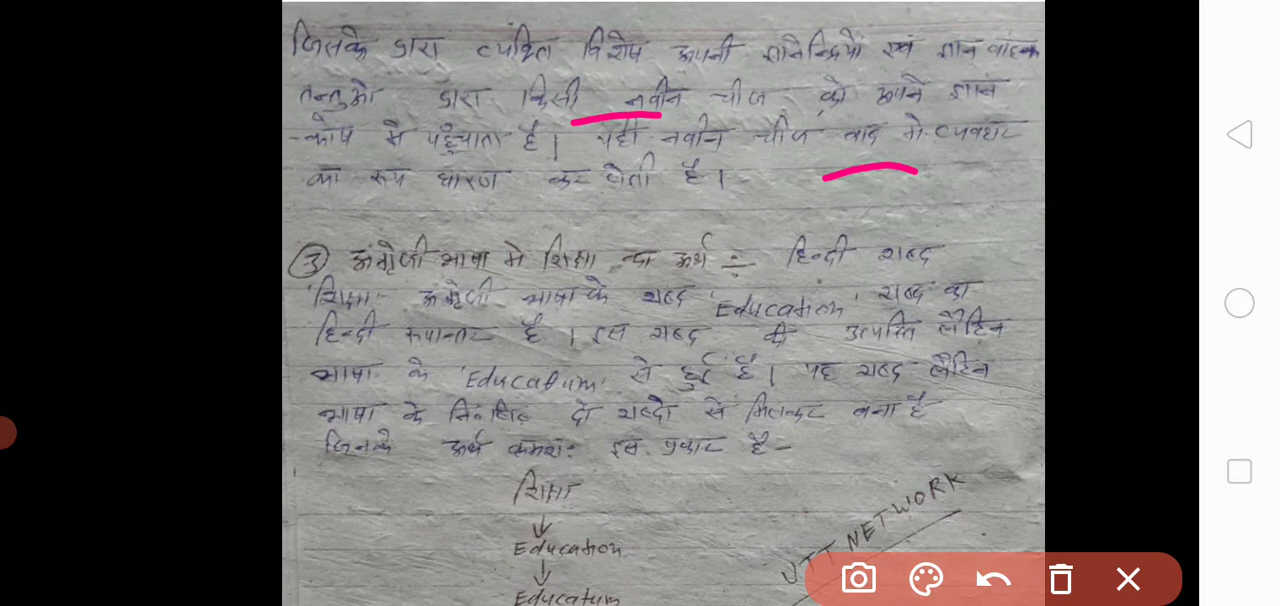 जिसके द्वारा व्यक्ति विशेष अपनी ज्ञानेन्द्रियो एवं ज्ञान वाहक
तन्तुओ द्वारा किसी नवीन चीज को अपने ज्ञान
कोष में पहुँचाता है। यही नवीन चीज बाद मे व्यवहार
का रूप धारण कर लेती है।
③ अंग्रेजी भाषा मे शिक्षा का अर्थ ÷ हिन्दी शब्द
'शिक्षा' अंग्रेजी भाषा के शब्द 'Education' शब्द का
हिन्दी रूपान्तर है। इस शब्द की उत्पत्ति लैटिन
भाषा के 'Educatum' से हुई है। यह शब्द लैटिन
भाषा के दो शब्दो से मिलकर बना है
जिनके अर्थ क्रमशः इस प्रकार है-
शिक्षा
Education
Educatum
UTT NETWORK